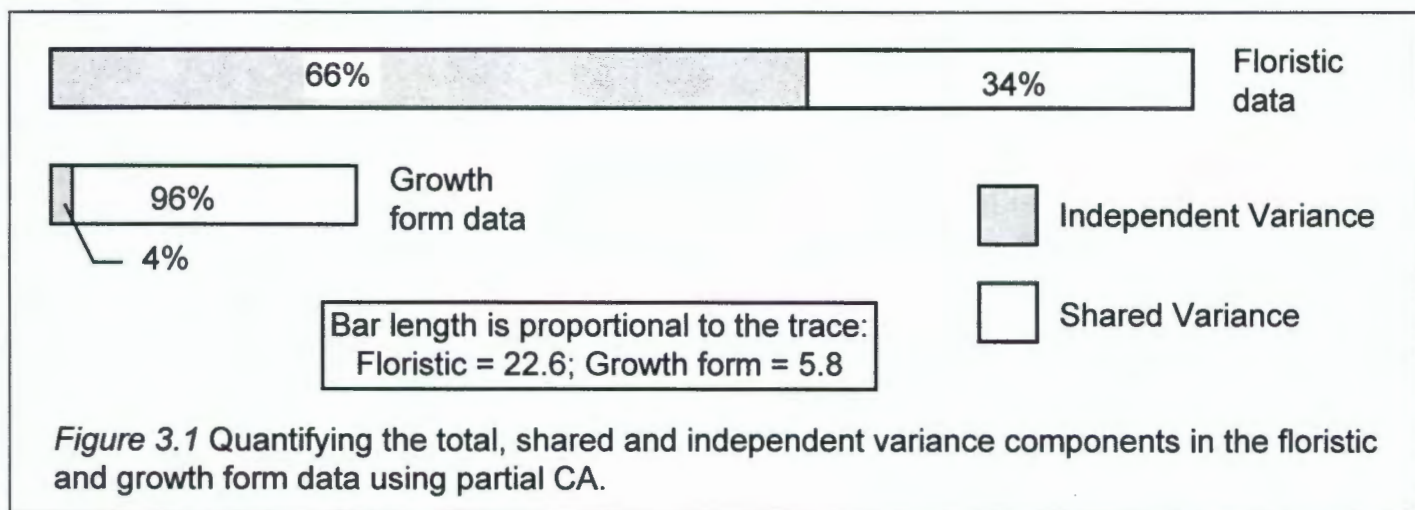 66%
34%
Floristic
data
96%
Growth
form data
4%
Independent Variance
Shared Variance
Bar length is proportional to the trace:
Floristic = 22.6; Growth form = 5.8
Figure 3.1 Quantifying the total, shared and independent variance components in the floristic
and growth form data using partial CA.